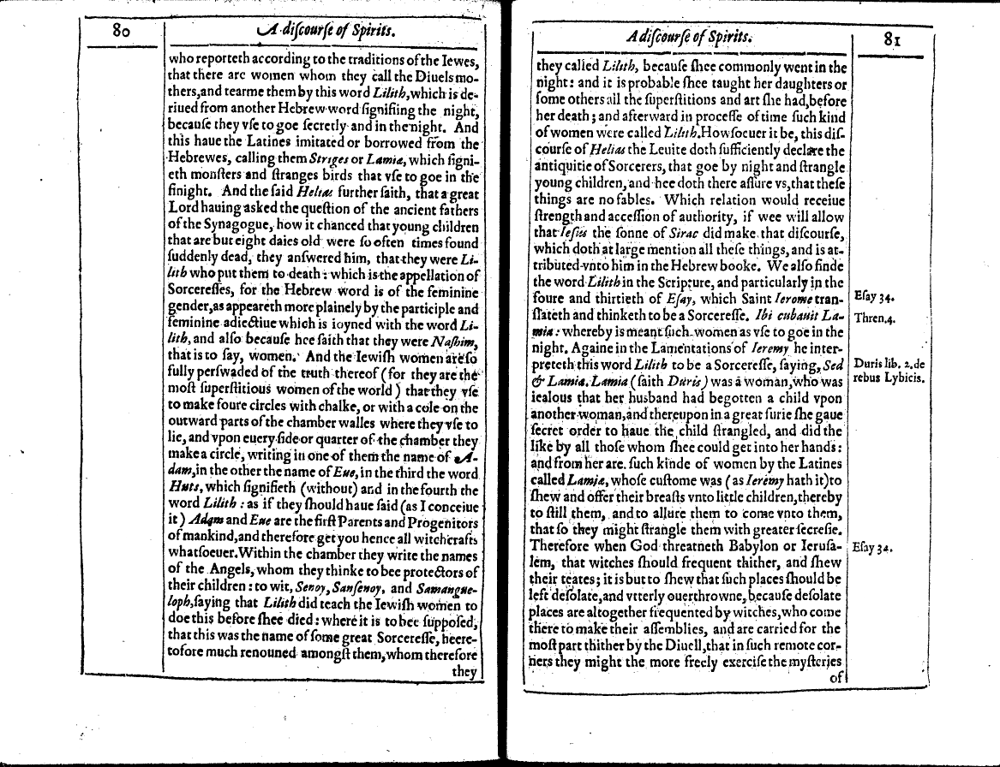 80
A diſcourſe of Spirits.
who reporteth according to the traditions of the Iewes,
that there are women whom they call the Diuels mo-
thers,and tearme them by this word Lilith,which is de-
riued from another Hebrew word ſignifiing the night,
becauſe they vſe to goe ſecretly and in the night. And
this haue the Latines imitated or borrowed from the
Hebrewes, calling them Striges or Lamiæ, which ſigni-
eth monſters and ſtranges birds that vſe to goe in the
finight. And the ſaid Helias further ſaith, that a great
Lord hauing asked the queſtion of the ancient fathers
of the Synagogue, how it chanced that young children
that are but eight daies old were ſo often times found
ſuddenly dead, they anſwered him, that they were Li-
lith who put them to death : which is the appellation of
Sorcereſſes, for the Hebrew word is of the feminine
gender,as appeareth more plainely by the participle and
feminine adiectiue which is ioyned with the word Li-
lith, and alſo becauſe hee ſaith that they were Naſhim,
that is to ſay, women. And the Iewiſh women are ſo
fully perſwaded of the truth thereof (for they are the
moſt ſuperſtitious women of the world ) that they vſe
to make foure circles with chalke, or with a cole on the
outward parts of the chamber walles where they vſe to
lie, and vpon euery ſide or quarter of the chamber they
make a circle, writing in one of them the name of A-
dam,in the other the name of Eue, in the third the word
Huts, which ſignifieth (without) and in the fourth the
word Lilith : as if they ſhould haue ſaid (as I conceiue
it ) Adam and Eue are the firſt Parents and Progenitors
of mankind,and therefore get you hence all witchcrafts
whatſoeuer.Within the chamber they write the names
of the Angels, whom they thinke to bee protectors of
their children : to wit, Senoy, Sanſenoy, and Samangue-
loph,ſaying that Lilith did teach the Iewiſh women to
doe this before ſhee died : where it is to bee ſuppoſed,
that this was the name of ſome great Sorcereſſe, heere-
tofore much renouned amongſt them,whom therefore
they
A diſcourſe of Spirits.
81
they called Lilith, becauſe ſhee commonly went in the
night : and it is probable ſhee taught her daughters or
ſome others all the ſuperſtitions and art ſhe had,before
her death ; and afterward in proceſſe of time ſuch kind
of women were called Lilith.Howſoeuer it be, this diſ-
courſe of Helias the Leuite doth ſufficiently declare the
antiquitie of Sorcerers, that goe by night and ſtrangle
young children, and hee doth there aſſure vs,that theſe
things are no fables. Which relation would receiue
ſtrength and acceſſion of authority, if wee will allow
that Ieſus the ſonne of Sirac did make that diſcourſe,
which doth at large mention all theſe things, and is at-
tributed vnto him in the Hebrew booke. We alſo finde
the word Lilith in the Scripture, and particularly in the
foure and thirtieth of Eſay, which Saint Ierome tran-
ſlateth and thinketh to be a Sorcereſſe. Ibi cubauit La-
mia : whereby is meant ſuch women as vſe to goe in the
night. Againe in the Lamentations of Ieremy he inter-
preteth this word Lilith to be a Sorcereſſe, ſaying, Sed
& Lamia. Lamia (ſaith Duris) was a woman,who was
iealous that her husband had begotten a child vpon
another woman,and thereupon in a great furie ſhe gaue
ſecret order to haue the child ſtrangled, and did the
like by all thoſe whom ſhee could get into her hands :
and from her are ſuch kinde of women by the Latines
called Lamiæ, whoſe cuſtome was (as Ieremy hath it)to
ſhew and offer their breaſts vnto little children,thereby
to ſtill them, and to allure them to come vnto them,
that ſo they might ſtrangle them with greater ſecreſie.
Therefore when God threatneth Babylon or Ieruſa-
lem, that witches ſhould frequent thither, and ſhew
their teates; it is but to ſhew that ſuch places ſhould be
left deſolate,and vtterly ouerthrowne, becauſe deſolate
places are altogether frequented by witches,who come
there to make their aſſemblies, and are carried for the
moſt part thither by the Diuell,that in ſuch remote cor-
ners they might the more freely exerciſe the myſteries
of
Eſay 34.
Thren.4.
Duris lib. 2. de
rebus Lybicis.
Eſay 34.